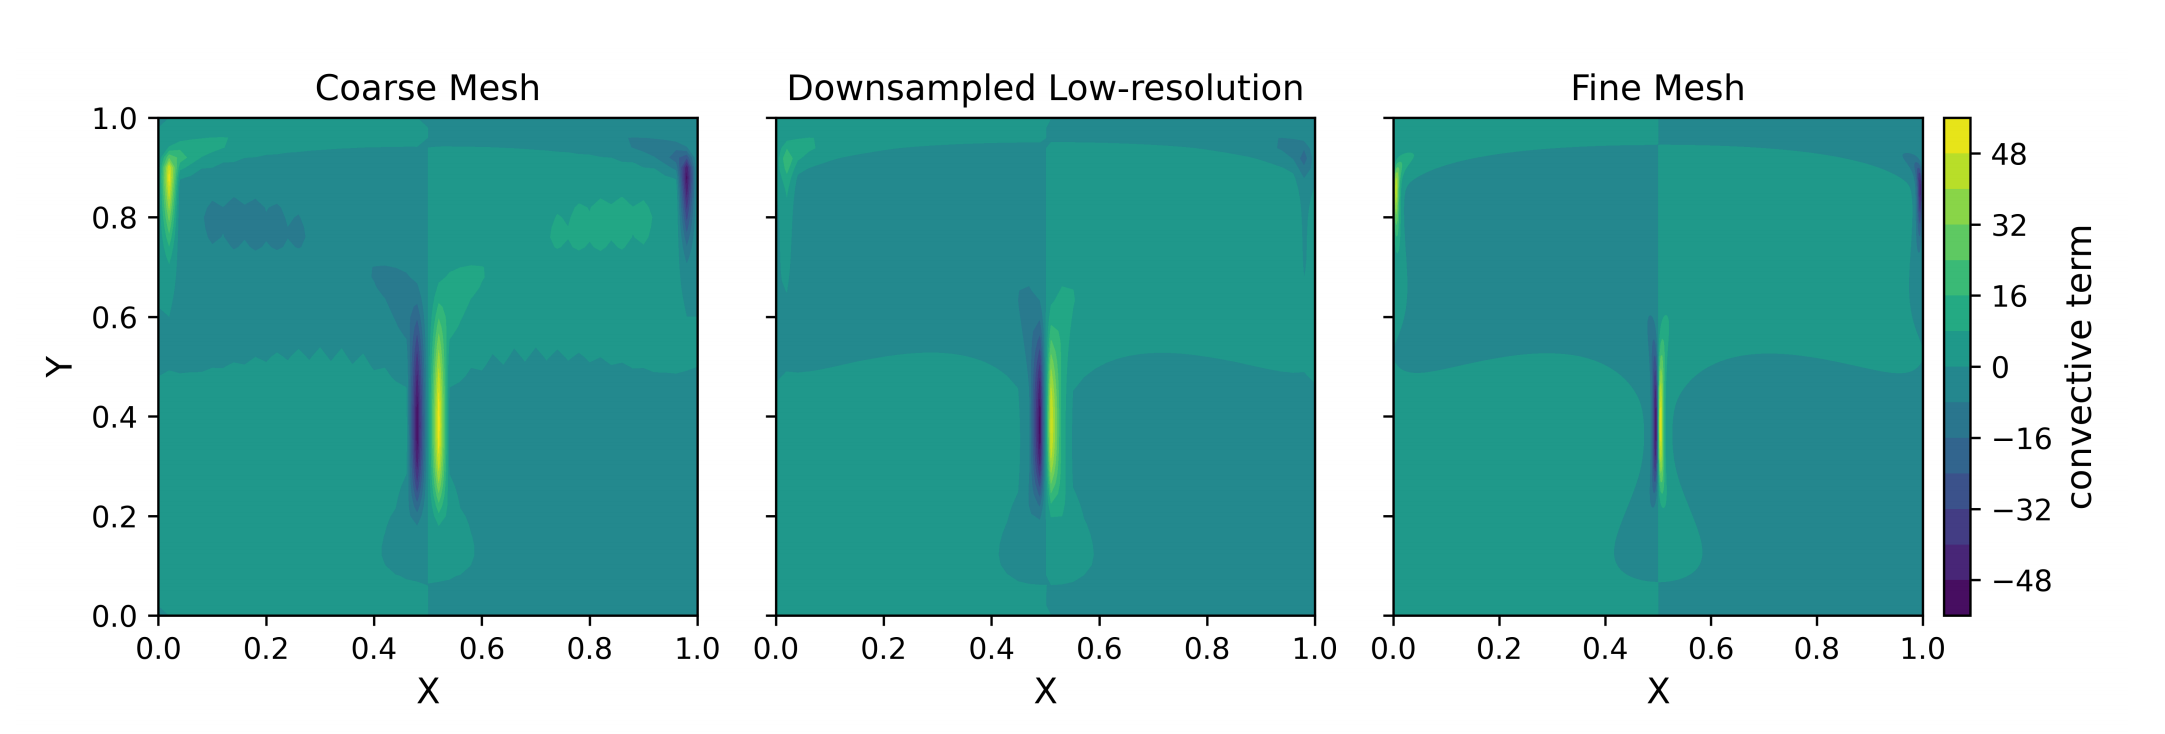 Coarse Mesh
Downsampled Low-resolution
Fine Mesh
1.0
0.8
0.6
0.4
0.2
0.0
Y
0.0 0.2 0.4 0.6 0.8 1.0
X
0.0 0.2 0.4 0.6 0.8 1.0
X
0.0 0.2 0.4 0.6 0.8 1.0
X
48
32
16
0
−16
−32
−48
convective term